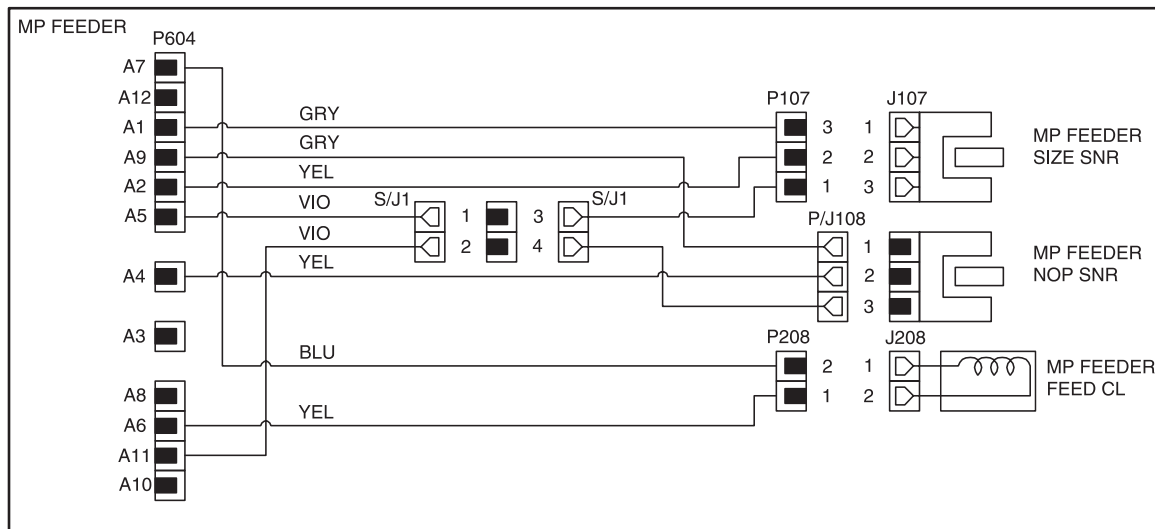 MP FEEDER
P604
A7
A12
A1
A9
A2
A5
A4
A3
A8
A6
A11
A10
GRY
GRY
YEL
VIO
VIO
YEL
BLU
YEL
S/J1
1
2
3
4
S/J1
P107
3
2
1
J107
1
2
3
MP FEEDER
SIZE SNR
P/J108
1
2
3
MP FEEDER
NOP SNR
P208
2
1
J208
1
2
MP FEEDER
FEED CL